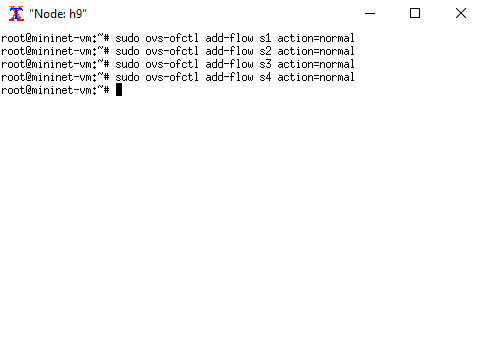 "Node: h9"
root@mininet-vm:~# sudo ovs-ofctl add-flow s1 action=normal
root@mininet-vm:~# sudo ovs-ofctl add-flow s2 action=normal
root@mininet-vm:~# sudo ovs-ofctl add-flow s3 action=normal
root@mininet-vm:~# sudo ovs-ofctl add-flow s4 action=normal
root@mininet-vm:~#